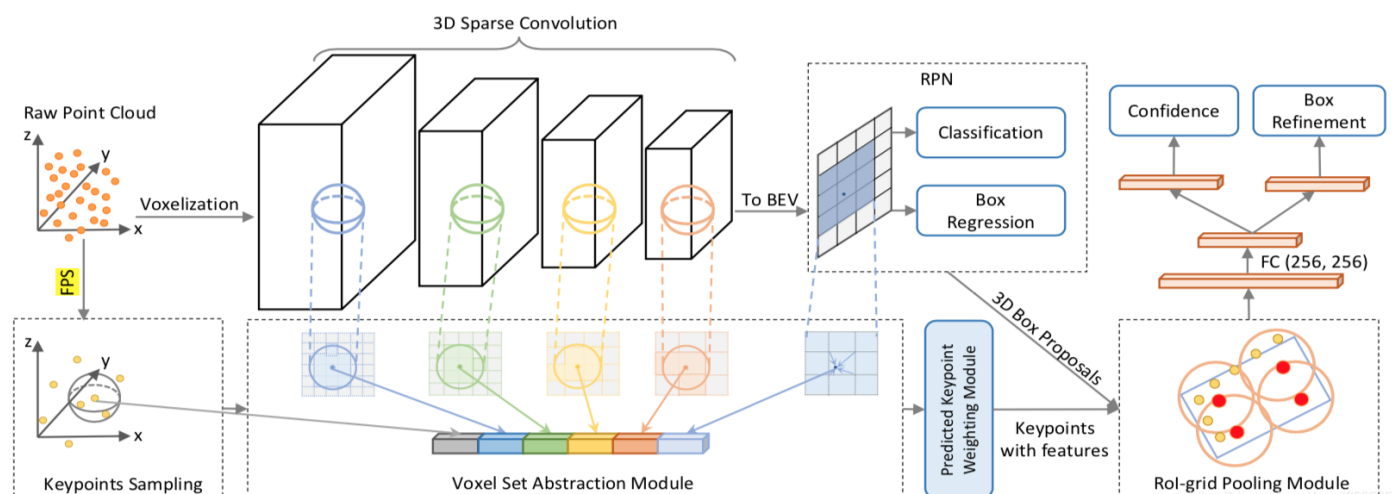 3D Sparse Convolution
Raw Point Cloud
z
y
x
Voxelization
FPS
To BEV
RPN
Classification
Box
Regression
Confidence
Box
Refinement
FC (256, 256)
3D Box Proposals
z
y
x
Keypoints Sampling
Voxel Set Abstraction Module
Predicted Keypoint
Weighting Module
Keypoints
with features
RoI-grid Pooling Module